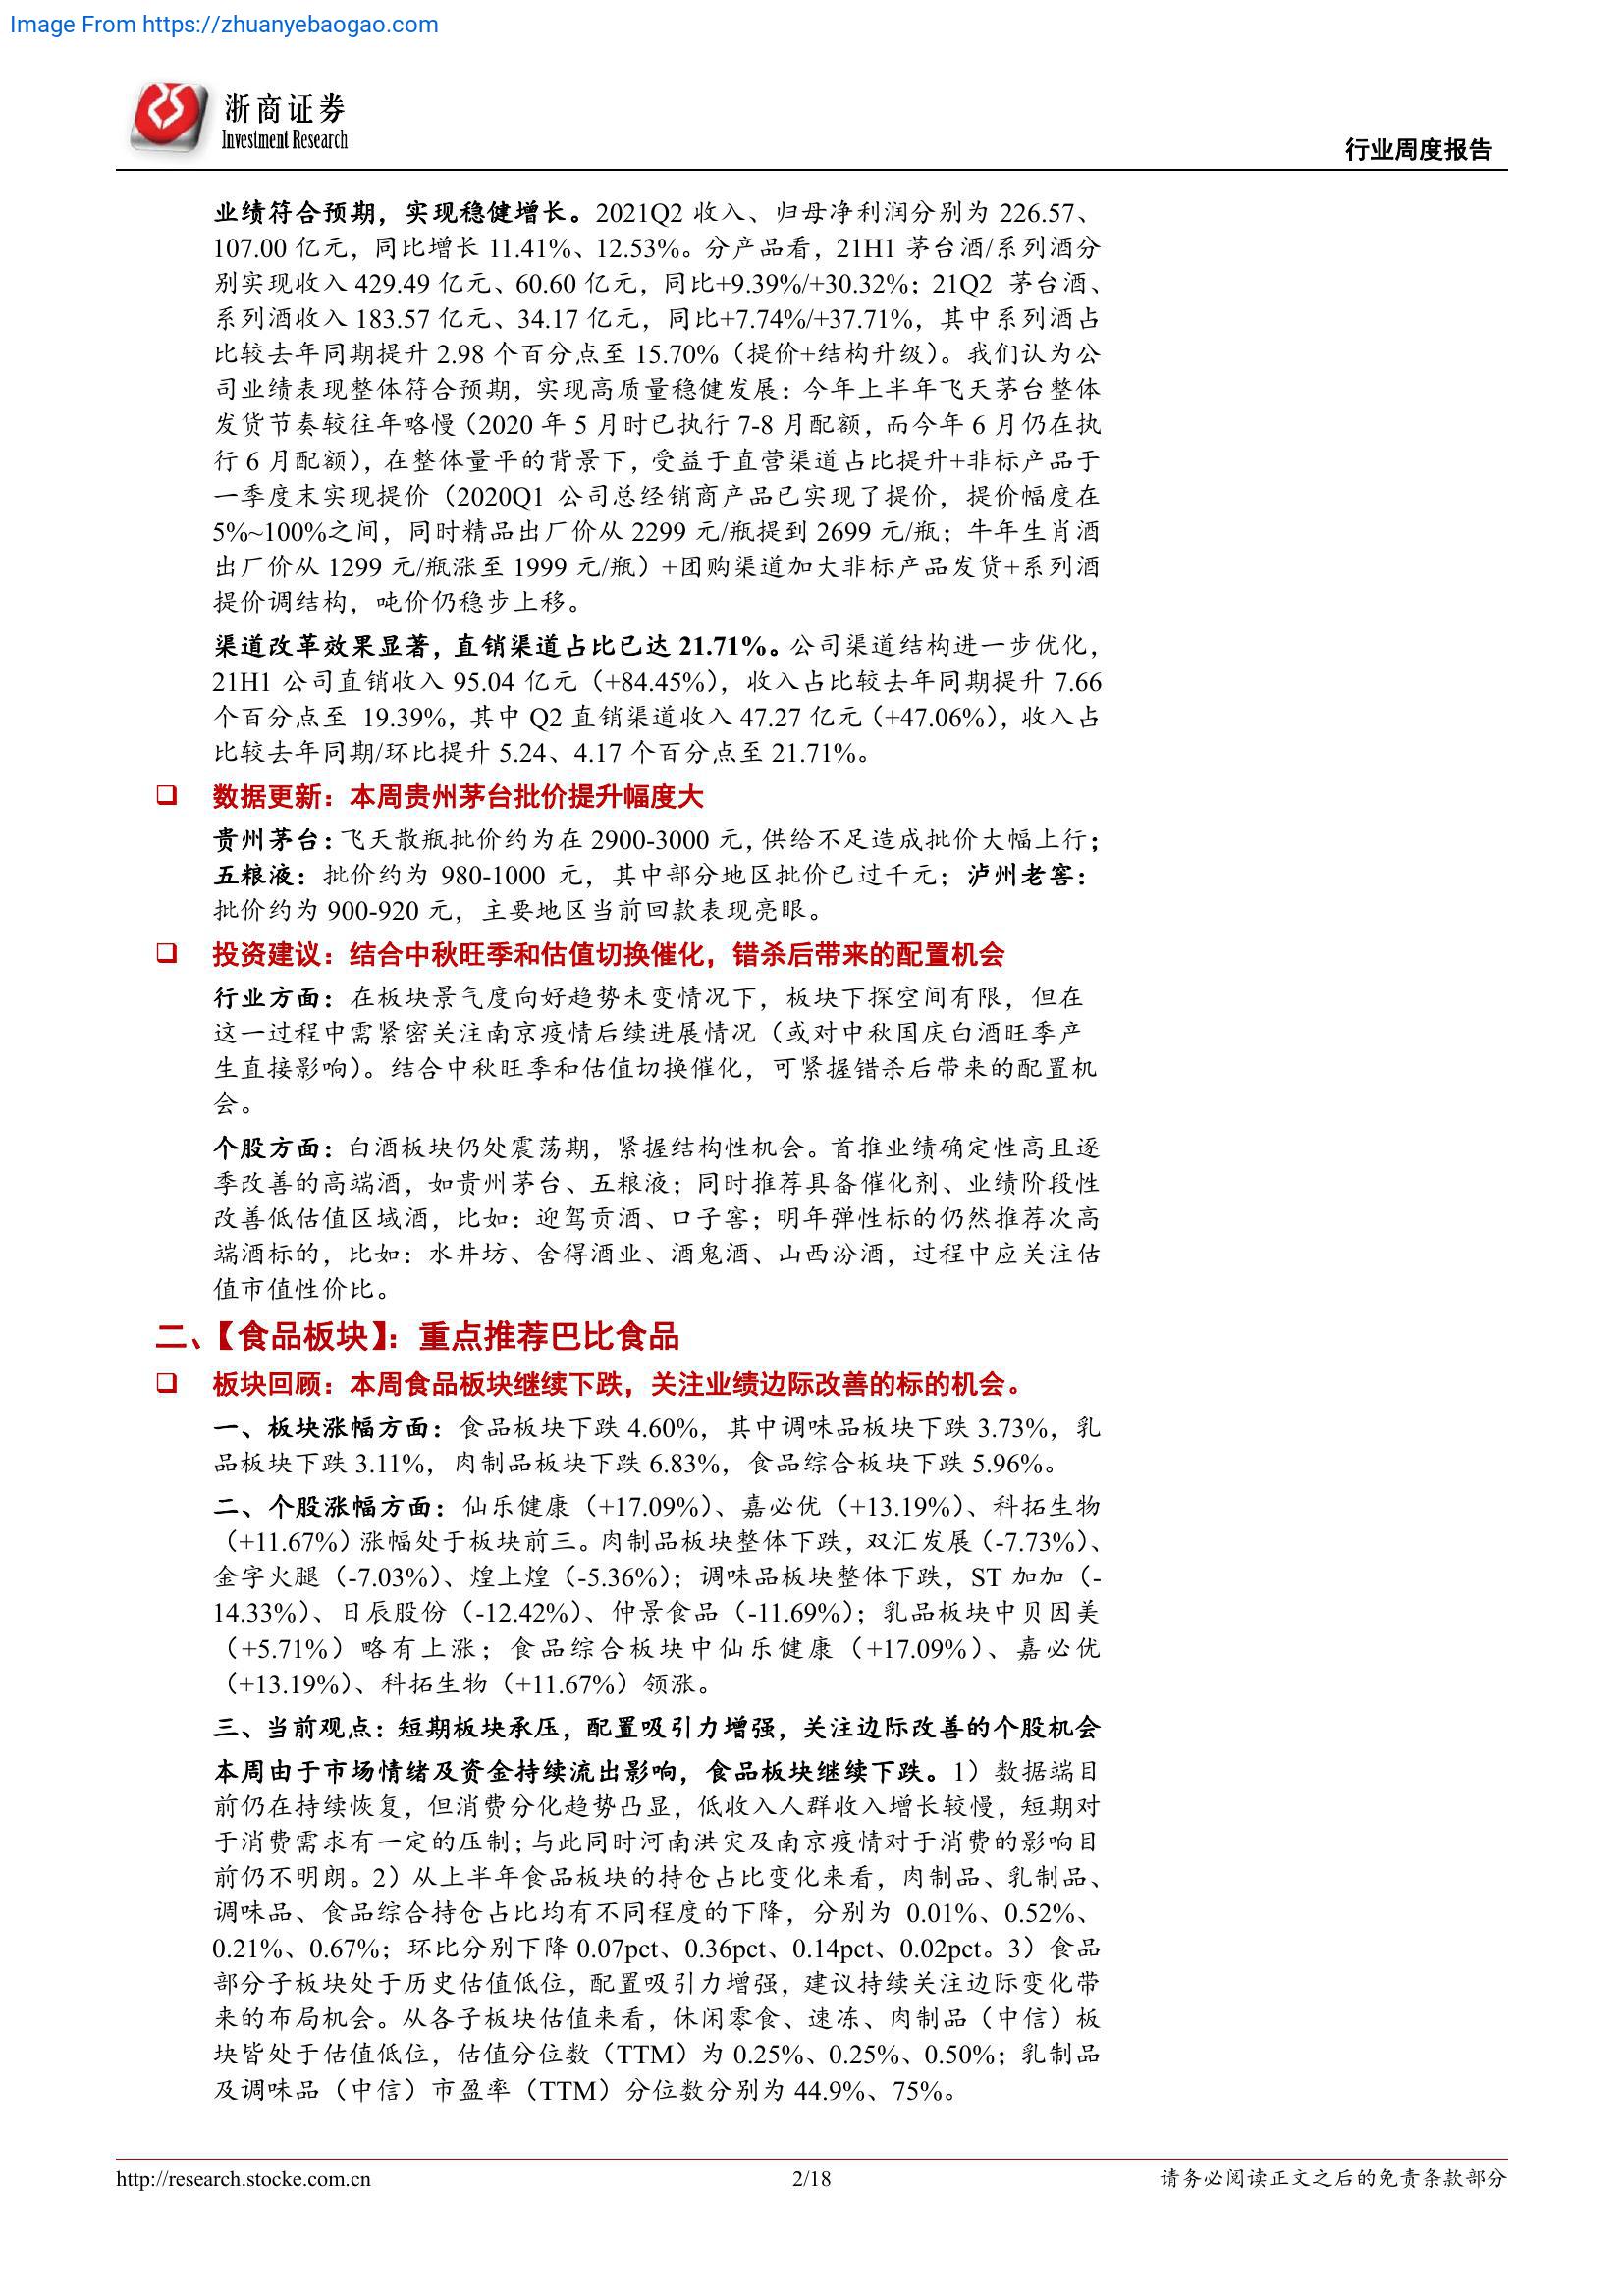 Image From https://zhuanyebaogao.com
浙商证券
Investment Research
行业周度报告
业绩符合预期，实现稳健增长。2021Q2 收入、归母净利润分别为 226.57、
107.00 亿元，同比增长 11.41%、12.53%。分产品看，21H1 茅台酒/系列酒分
别实现收入 429.49 亿元、60.60 亿元，同比+9.39%/+30.32%；21Q2 茅台酒、
系列酒收入 183.57 亿元、34.17 亿元，同比+7.74%/+37.71%，其中系列酒占
比较去年同期提升 2.98 个百分点至 15.70%（提价+结构升级）。我们认为公
司业绩表现整体符合预期，实现高质量稳健发展：今年上半年飞天茅台整体
发货节奏较往年略慢（2020 年 5 月时已执行 7-8 月配额，而今年 6 月仍在执
行 6 月配额），在整体量平的背景下，受益于直营渠道占比提升+非标产品于
一季度末实现提价（2020Q1 公司总经销商产品已实现了提价，提价幅度在
5%~100%之间，同时精品出厂价从 2299 元/瓶提到 2699 元/瓶；牛年生肖酒
出厂价从 1299 元/瓶涨至 1999 元/瓶）+团购渠道加大非标产品发货+系列酒
提价调结构，吨价仍稳步上移。
渠道改革效果显著，直销渠道占比已达 21.71%。公司渠道结构进一步优化，
21H1 公司直销收入 95.04 亿元（+84.45%），收入占比较去年同期提升 7.66
个百分点至 19.39%，其中 Q2 直销渠道收入 47.27 亿元（+47.06%），收入占
比较去年同期/环比提升 5.24、4.17 个百分点至 21.71%。
❑ 数据更新：本周贵州茅台批价提升幅度大
贵州茅台：飞天散瓶批价约为在 2900-3000 元，供给不足造成批价大幅上行；
五粮液：批价约为 980-1000 元，其中部分地区批价已过千元；泸州老窖：
批价约为 900-920 元，主要地区当前回款表现亮眼。
❑ 投资建议：结合中秋旺季和估值切换催化，错杀后带来的配置机会
行业方面：在板块景气度向好趋势未变情况下，板块下探空间有限，但在
这一过程中需紧密关注南京疫情后续进展情况（或对中秋国庆白酒旺季产
生直接影响）。结合中秋旺季和估值切换催化，可紧握错杀后带来的配置机
会。
个股方面：白酒板块仍处震荡期，紧握结构性机会。首推业绩确定性高且逐
季改善的高端酒，如贵州茅台、五粮液；同时推荐具备催化剂、业绩阶段性
改善低估值区域酒，比如：迎驾贡酒、口子窖；明年弹性标的仍然推荐次高
端酒标的，比如：水井坊、舍得酒业、酒鬼酒、山西汾酒，过程中应关注估
值市值性价比。
二、【食品板块】：重点推荐巴比食品
❑ 板块回顾：本周食品板块继续下跌，关注业绩边际改善的标的机会。
一、板块涨幅方面：食品板块下跌 4.60%，其中调味品板块下跌 3.73%，乳
品板块下跌 3.11%，肉制品板块下跌 6.83%，食品综合板块下跌 5.96%。
二、个股涨幅方面：仙乐健康（+17.09%）、嘉必优（+13.19%）、科拓生物
（+11.67%）涨幅处于板块前三。肉制品板块整体下跌，双汇发展（-7.73%）、
金字火腿（-7.03%）、煌上煌（-5.36%）；调味品板块整体下跌，ST 加加（-
14.33%）、日辰股份（-12.42%）、仲景食品（-11.69%）；乳品板块中贝因美
（+5.71%）略有上涨；食品综合板块中仙乐健康（+17.09%）、嘉必优
（+13.19%）、科拓生物（+11.67%）领涨。
三、当前观点：短期板块承压，配置吸引力增强，关注边际改善的个股机会
本周由于市场情绪及资金持续流出影响，食品板块继续下跌。1）数据端目
前仍在持续恢复，但消费分化趋势凸显，低收入人群收入增长较慢，短期对
于消费需求有一定的压制；与此同时河南洪灾及南京疫情对于消费的影响目
前仍不明朗。2）从上半年食品板块的持仓占比变化来看，肉制品、乳制品、
调味品、食品综合持仓占比均有不同程度的下降，分别为 0.01%、0.52%、
0.21%、0.67%；环比分别下降 0.07pct、0.36pct、0.14pct、0.02pct。3）食品
部分子板块处于历史估值低位，配置吸引力增强，建议持续关注边际变化带
来的布局机会。从各子板块估值来看，休闲零食、速冻、肉制品（中信）板
块皆处于估值低位，估值分位数（TTM）为 0.25%、0.25%、0.50%；乳制品
及调味品（中信）市盈率（TTM）分位数分别为 44.9%、75%。
http://research.stocke.com.cn
2/18
请务必阅读正文之后的免责条款部分